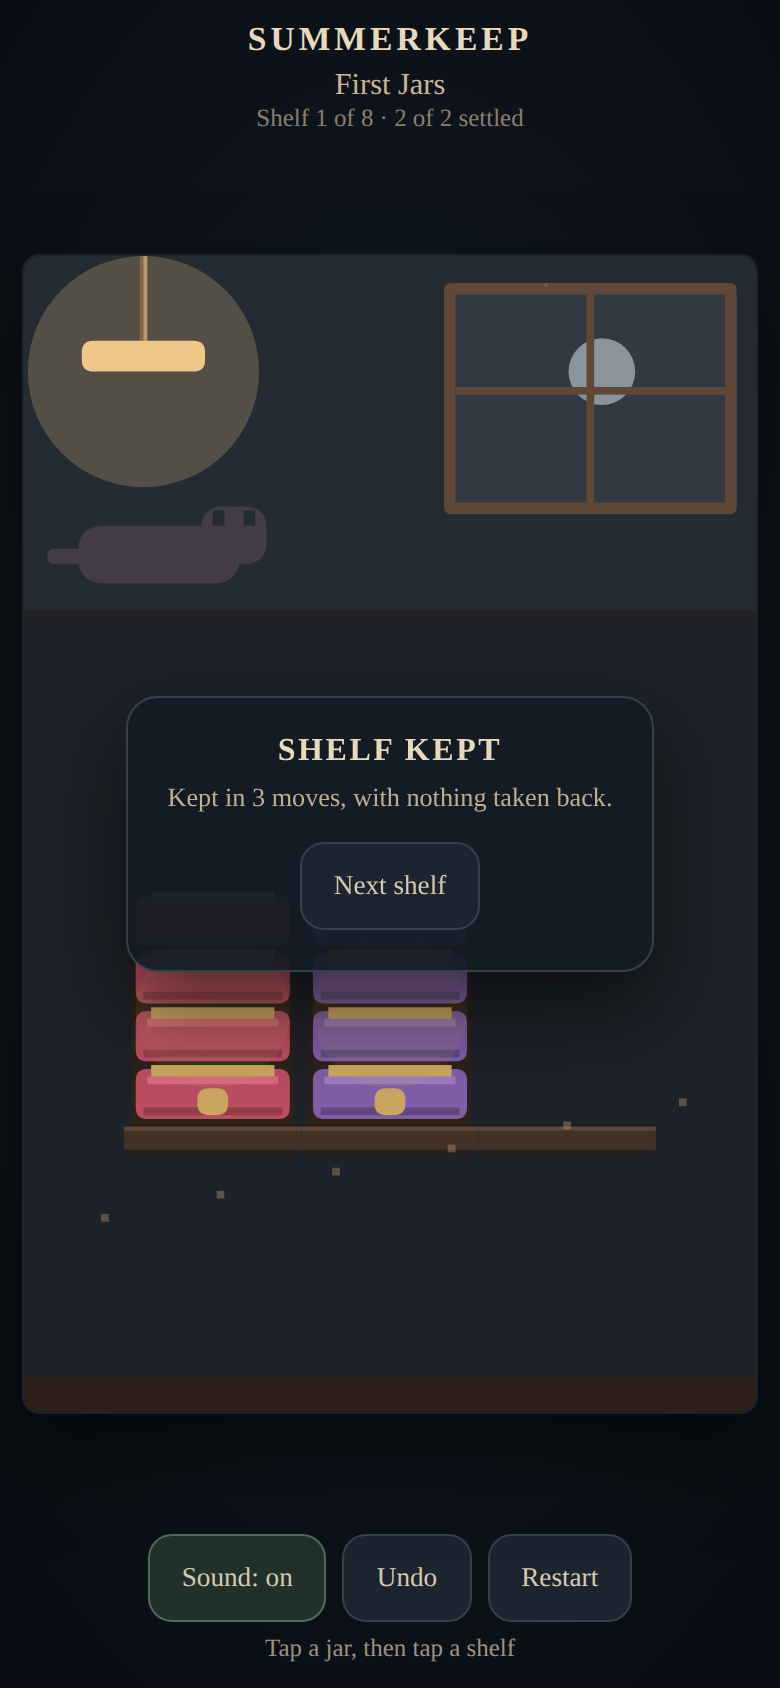 SUMMERKEEP
First Jars
Shelf 1 of 8 · 2 of 2 settled
SHELF KEPT
Kept in 3 moves, with nothing taken back.
Next shelf
Sound: on
Undo
Restart
Tap a jar, then tap a shelf